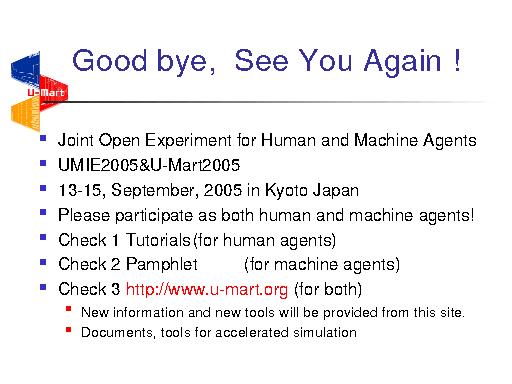 Good bye, See You Again !
U-Mart
Joint Open Experiment for Human and Machine Agents
UMIE2005&U-Mart2005
13-15, September, 2005 in Kyoto Japan
Please participate as both human and machine agents!
Check 1 Tutorials (for human agents)
Check 2 Pamphlet (for machine agents)
Check 3 http://www.u-mart.org (for both)
New information and new tools will be provided from this site.
Documents, tools for accelerated simulation